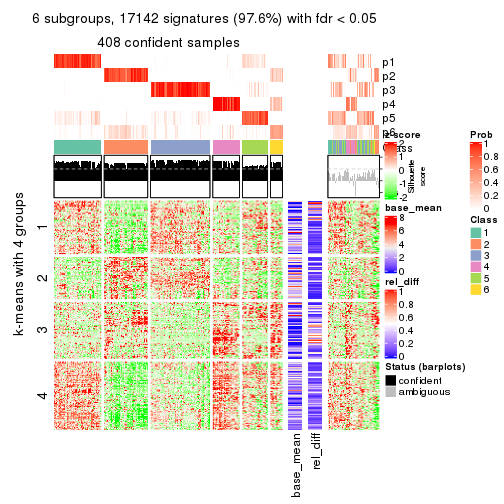 6 subgroups, 17142 signatures (97.6%) with fdr < 0.05
408 confident samples
p1
p2
p3
p4
p5
p6
Class
Silhouette
score
k-means with 4 groups
1
2
3
4
base_mean
rel_diff
z-score
2
1
0
-1
-2
base_mean
8
6
4
2
0
rel_diff
1
0.8
0.6
0.4
0.2
0
Status (barplots)
confident
ambiguous
Prob
1
0.8
0.6
0.4
0.2
0
Class
1
2
3
4
5
6